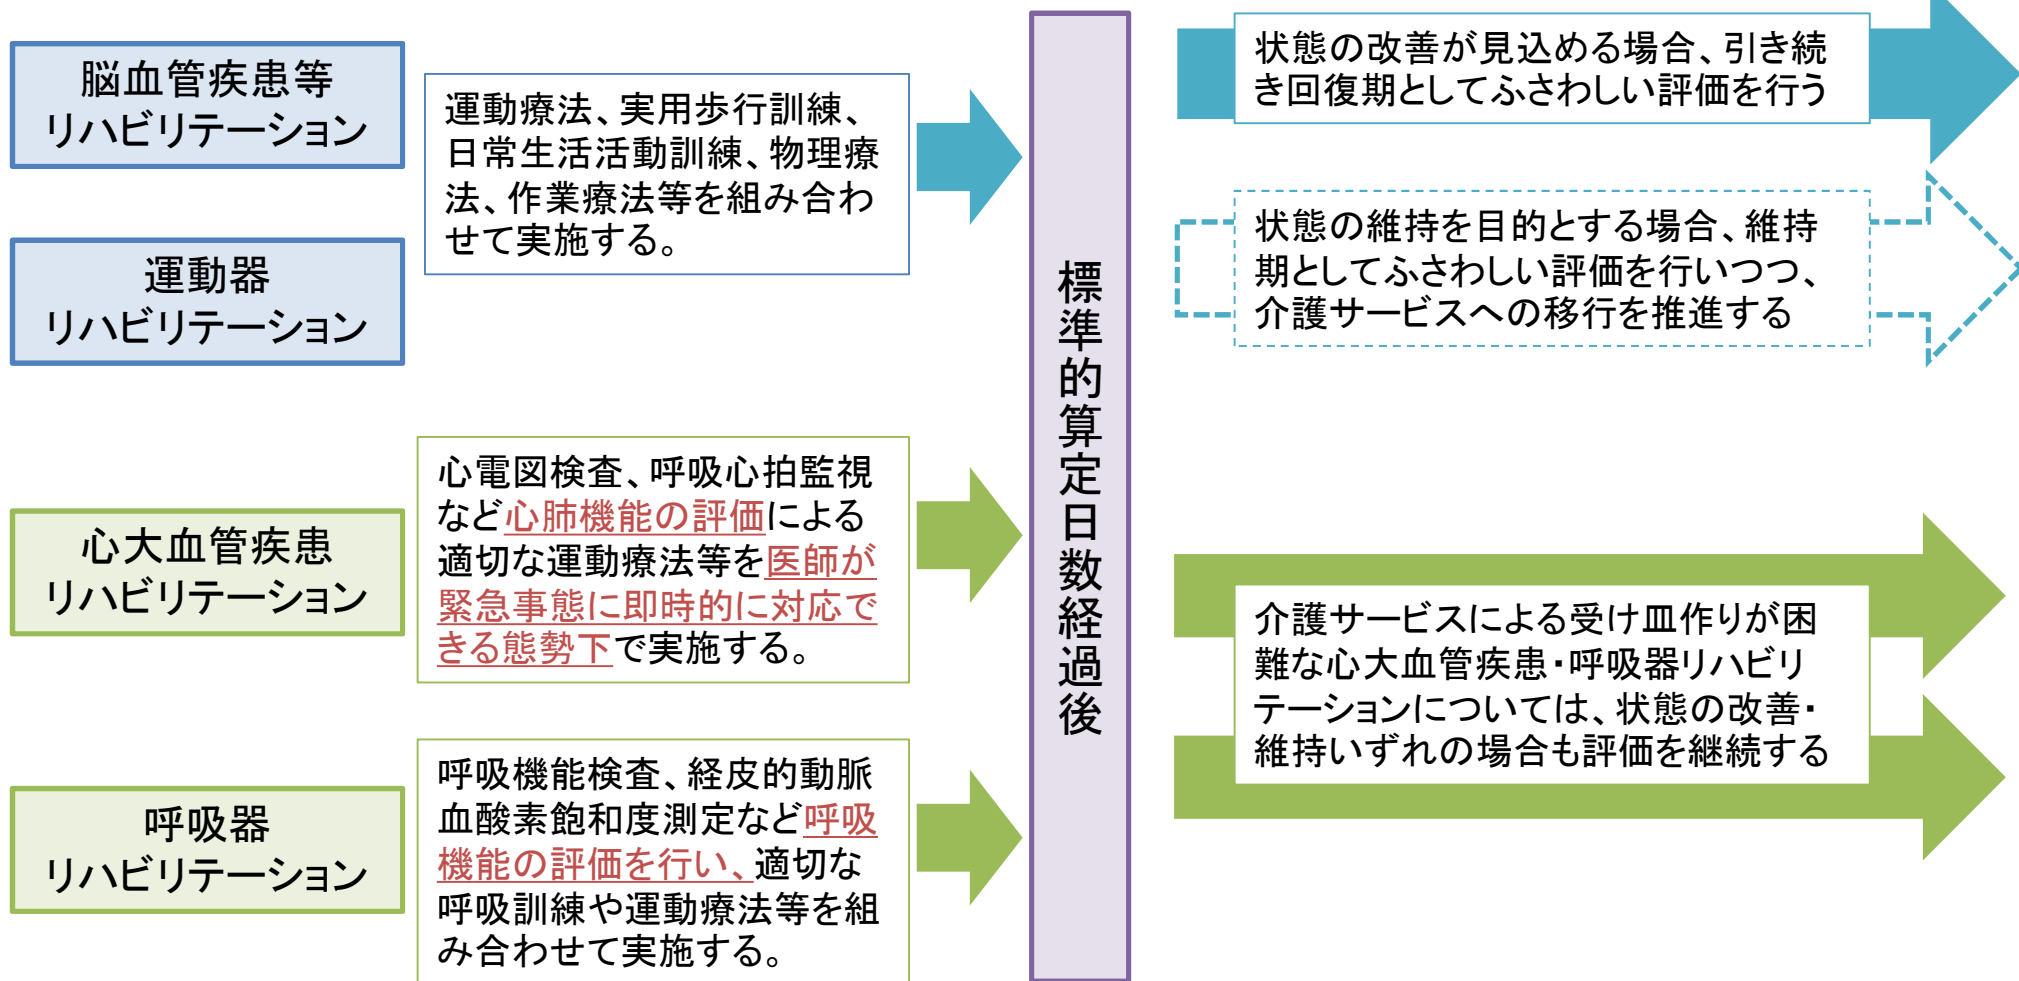 脳血管疾患等
リハビリテーション
運動器
リハビリテーション
運動療法、実用歩行訓練、
日常生活活動訓練、物理療
法、作業療法等を組み合わ
せて実施する。
心大血管疾患
リハビリテーション
心電図検査、呼吸心拍監視
など心肺機能の評価による
適切な運動療法等を医師が
緊急事態に即時的に対応で
きる態勢下で実施する。
呼吸器
リハビリテーション
呼吸機能検査、経皮的動脈
血酸素飽和度測定など呼吸
機能の評価を行い、適切な
呼吸訓練や運動療法等を組
み合わせて実施する。
標準的算定日数経過後
状態の改善が見込める場合、引き続
き回復期としてふさわしい評価を行う
状態の維持を目的とする場合、維持
期としてふさわしい評価を行いつつ、
介護サービスへの移行を推進する
介護サービスによる受け皿作りが困
難な心大血管疾患・呼吸器リハビリ
テーションについては、状態の改善・
維持いずれの場合も評価を継続する